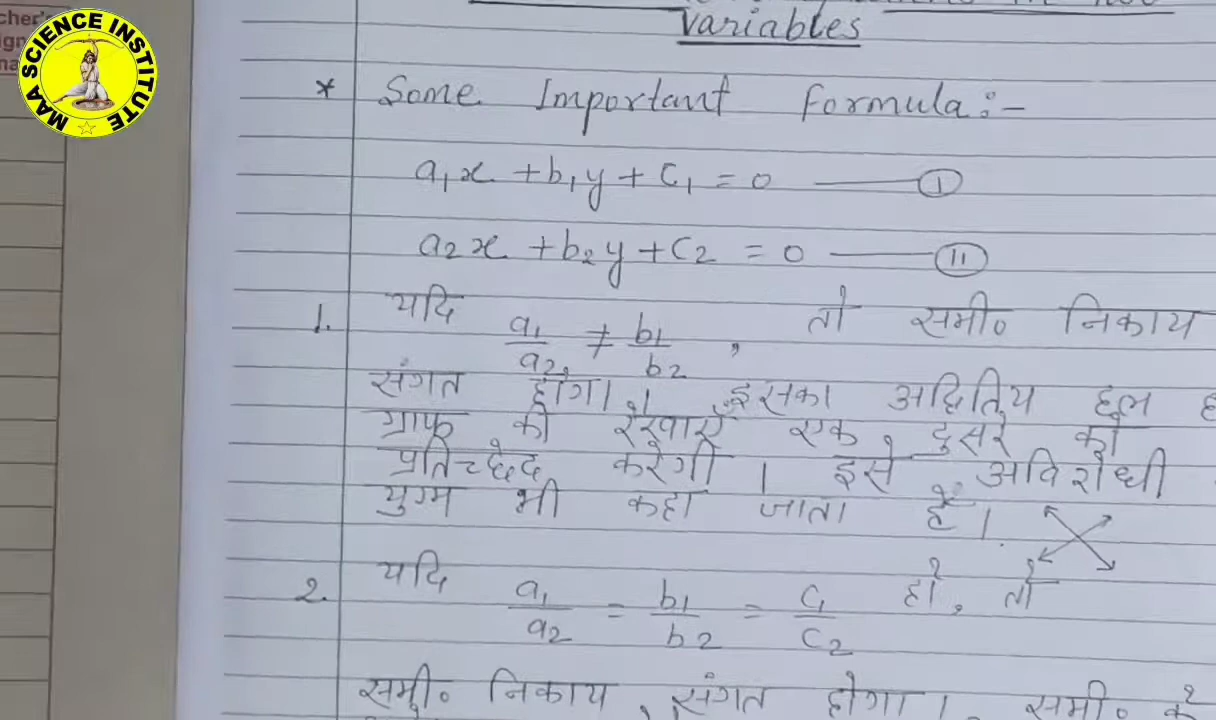 MAA SCIENCE INSTITUTE
Variables
* Some Important formula:-
a₁x + b₁y + c₁ = 0 —— I
a₂x + b₂y + c₂ = 0 —— II
1. यदि a₁/a₂ ≠ b₁/b₂ , तो समी० निकाय
संगत होगा। इसका अद्वितिय हल
ग्राफ की रेखाएँ एक दुसरे को
प्रतिच्छेद करेगी। इसे अविरोधी
युग्म भी कहा जाता है।
2. यदि a₁/a₂ = b₁/b₂ = c₁/c₂ हो, तो
समी० निकाय संगत होगा। समी० के